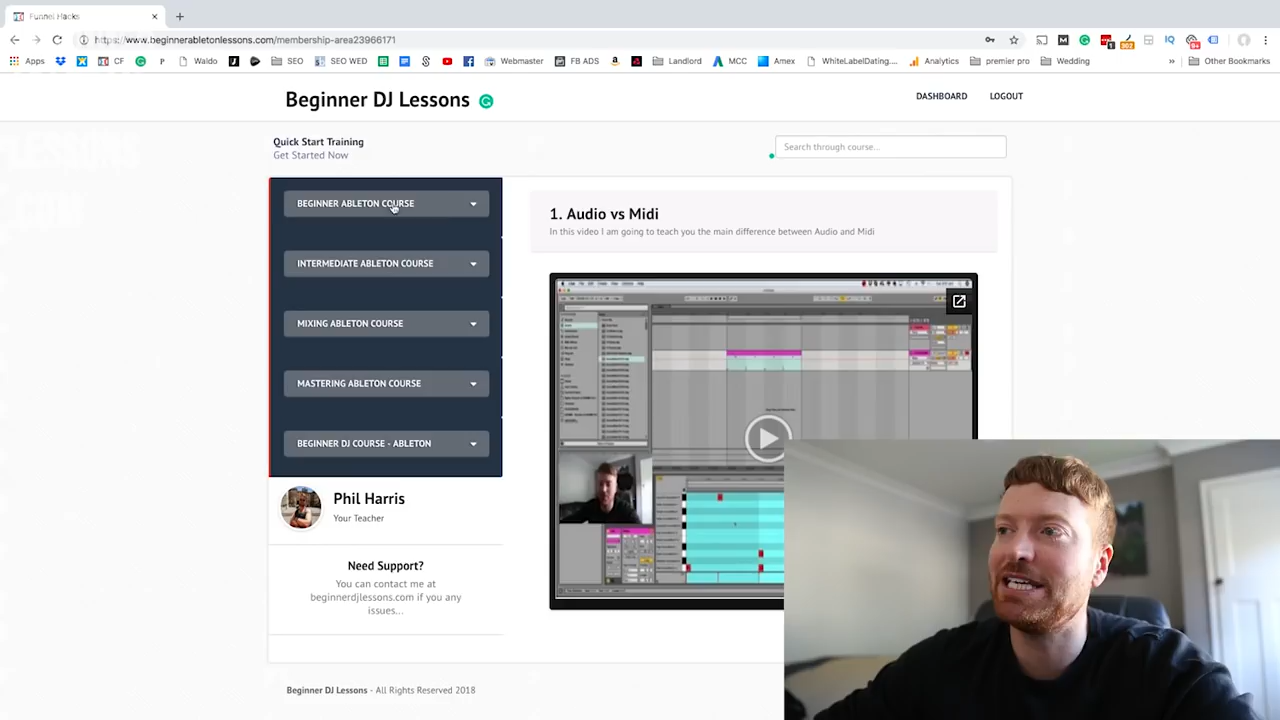 Funnel Hacks
https://www.beginnerabletonlessons.com/membership-area23966171
Apps CF P Waldo SEO SEO WED Webmaster FB ADS Landlord MCC Amex WhiteLabelDating.... Analytics premier pro Wedding » Other Bookmarks
Beginner DJ Lessons
DASHBOARD LOGOUT
Quick Start Training
Get Started Now
Search through course...
BEGINNER ABLETON COURSE
INTERMEDIATE ABLETON COURSE
MIXING ABLETON COURSE
MASTERING ABLETON COURSE
BEGINNER DJ COURSE - ABLETON
1. Audio vs Midi
In this video I am going to teach you the main difference between Audio and Midi
Phil Harris
Your Teacher
Need Support?
You can contact me at
beginnerdjlessons.com if you any
issues...
Beginner DJ Lessons - All Rights Reserved 2018
LESSONS
.COM